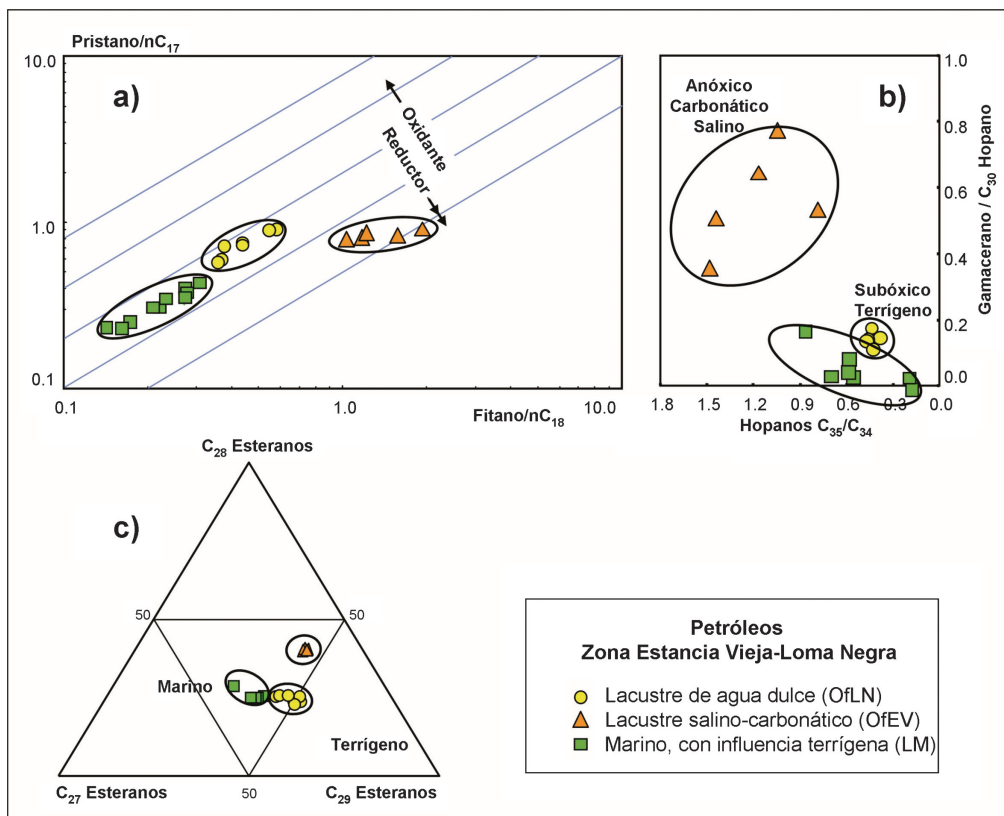 Pristano/nC17
10.0
1.0
0.1
a)
Oxidante
Reductor
0.1
1.0
10.0
Fitano/nC18
b)
Anóxico
Carbonático
Salino
Subóxico
Terrígeno
1.0
0.8
0.6
0.4
0.2
0.0
Gamacerano / C30 Hopano
1.8
1.5
1.2
0.9
0.6
0.3
0.0
Hopanos C35/C34
C28 Esteranos
c)
50
50
Marino
Terrígeno
C27 Esteranos
50
C29 Esteranos
Petróleos
Zona Estancia Vieja-Loma Negra
Lacustre de agua dulce (OfLN)
Lacustre salino-carbonático (OfEV)
Marino, con influencia terrígena (LM)